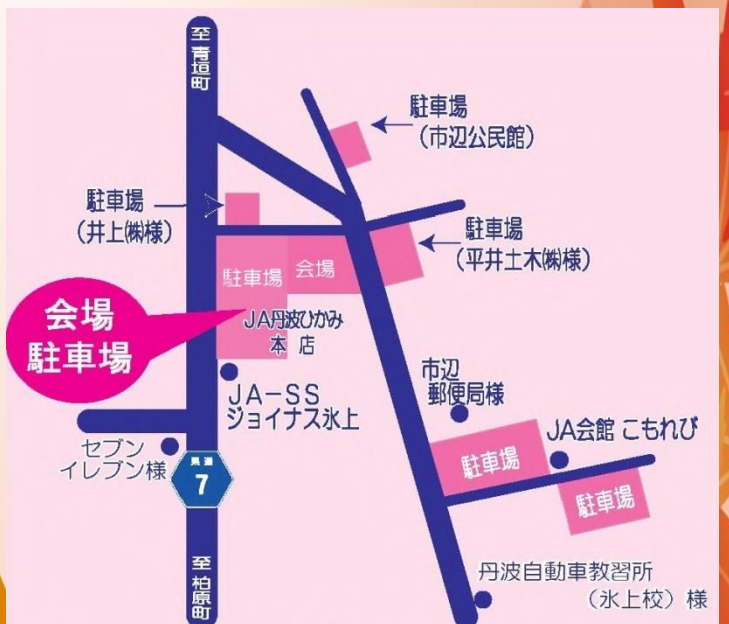 至青垣町
駐車場
(市辺公民館)
駐車場
(井上㈱様)
駐車場
(平井土木㈱様)
駐車場
会場
会場
駐車場
JA丹波ひかみ
本店
市辺
郵便局様
JA-SS
ジョイナス氷上
JA会館 こもれび
駐車場
セブン
イレブン様
県道
7
駐車場
至柏原町
丹波自動車教習所
(氷上校)様